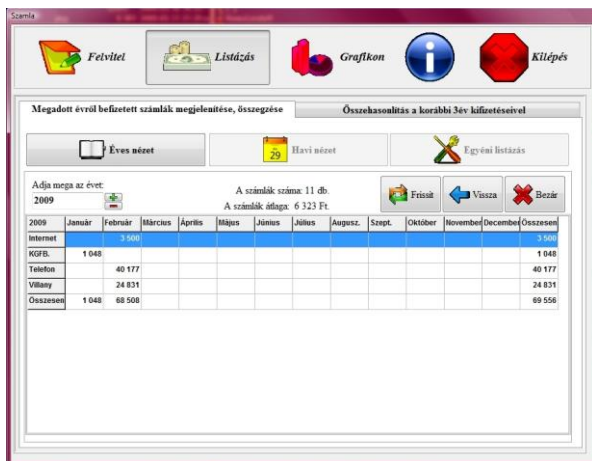 Szamla
Felvitel Listázás Grafikon Kilépés
Megadott évről befizetett számlák megjelenítése, összegzése Összehasonlítás a korábbi 3év kifizetéseivel
Éves nézet 29 Havi nézet Egyéni listázás
Adja mega az évet:
2009
A számlák száma: 11 db.
A számlák átlaga: 6 323 Ft.
Frissít Vissza Bezár
2009 Január Február Március Április Május Június Július Augusz. Szept. Október November December Összesen
Internet 3 500 3 500
KGFB. 1 048 1 048
Telefon 40 177 40 177
Villany 24 831 24 831
Összesen 1 048 68 508 69 556